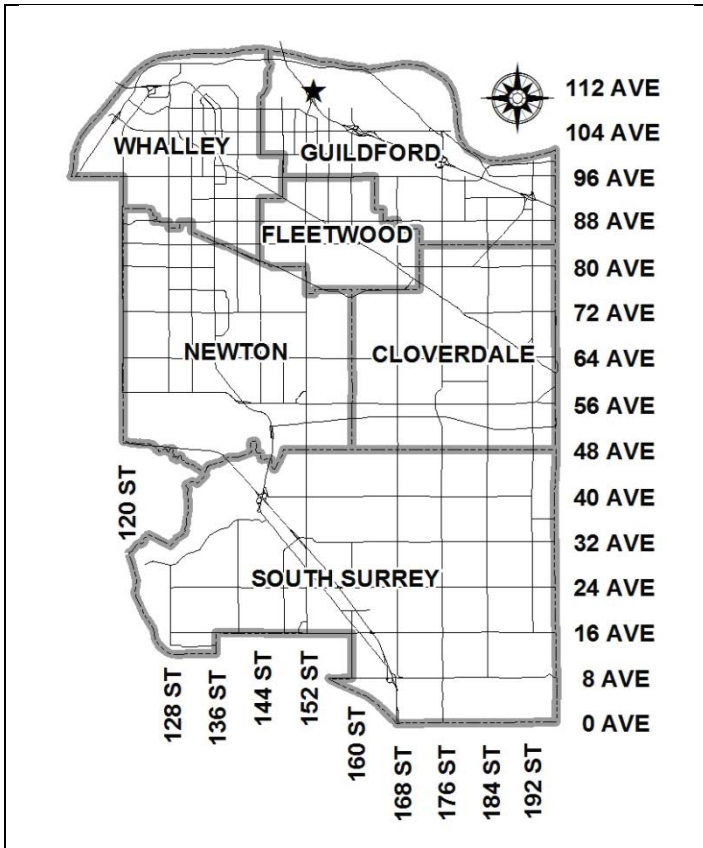 112 AVE
104 AVE
WHALLEY
GUILDFORD
96 AVE
88 AVE
FLEETWOOD
80 AVE
72 AVE
NEWTON
CLOVERDALE
64 AVE
56 AVE
48 AVE
120 ST
40 AVE
32 AVE
SOUTH SURREY
24 AVE
16 AVE
128 ST
136 ST
144 ST
152 ST
160 ST
8 AVE
0 AVE
168 ST
176 ST
184 ST
192 ST